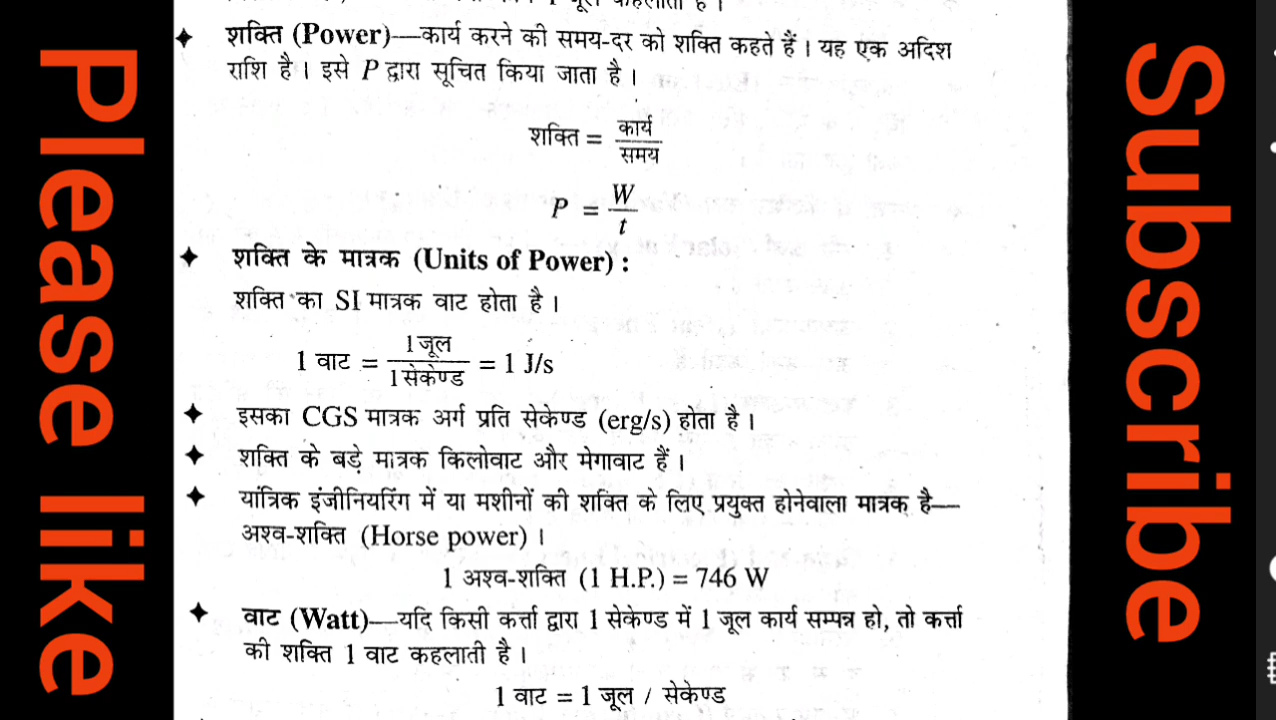 Please like
शक्ति (Power)—कार्य करने की समय-दर को शक्ति कहते हैं। यह एक अदिश
राशि है। इसे P द्वारा सूचित किया जाता है।
शक्ति = कार्य / समय
P = W / t
शक्ति के मात्रक (Units of Power) :
शक्ति का SI मात्रक वाट होता है।
1 वाट = 1 जूल / 1 सेकेण्ड = 1 J/s
इसका CGS मात्रक अर्ग प्रति सेकेण्ड (erg/s) होता है।
शक्ति के बड़े मात्रक किलोवाट और मेगावाट हैं।
यांत्रिक इंजीनियरिंग में या मशीनों की शक्ति के लिए प्रयुक्त होनेवाला मात्रक है—
अश्व-शक्ति (Horse power)।
1 अश्व-शक्ति (1 H.P.) = 746 W
वाट (Watt)—यदि किसी कर्त्ता द्वारा 1 सेकेण्ड में 1 जूल कार्य सम्पन्न हो, तो कर्त्ता
की शक्ति 1 वाट कहलाती है।
1 वाट = 1 जूल / सेकेण्ड
Subscribe